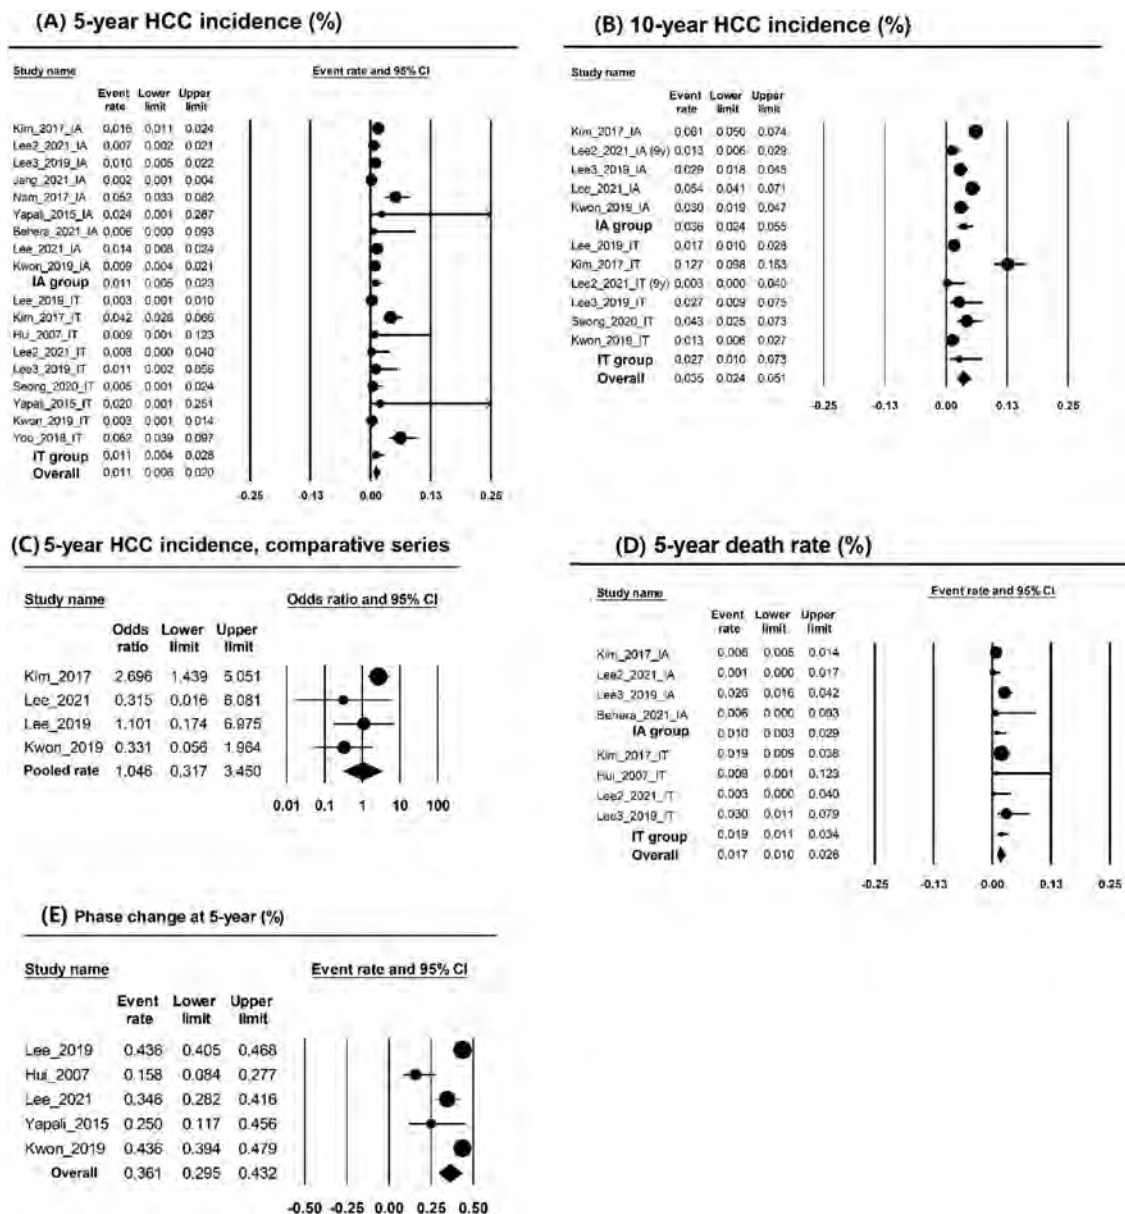 (A) 5-year HCC incidence (%)
Study name Event rate and 95% CI
Event rate Lower limit Upper limit
Kim_2017_IA 0.016 0.011 0.024
Lee2_2021_IA 0.007 0.002 0.021
Lee3_2019_IA 0.010 0.005 0.022
Jang_2021_IA 0.002 0.001 0.004
Nam_2017_IA 0.052 0.033 0.082
Yapali_2015_IA 0.024 0.001 0.287
Behera_2021_IA 0.006 0.000 0.093
Lee_2021_IA 0.014 0.008 0.024
Kwon_2019_IA 0.009 0.004 0.021
IA group 0.011 0.005 0.023
Lee_2019_IT 0.003 0.001 0.010
Kim_2017_IT 0.042 0.026 0.066
Hui_2007_IT 0.009 0.001 0.123
Lee2_2021_IT 0.040
Lee3_2019_IT 0.011 0.002 0.056
Seong_2020_IT 0.005 0.001 0.024
Yapali_2015_IT 0.020 0.001 0.251
Kwon_2019_IT 0.003 0.001 0.014
Yoo_2018_IT 0.062 0.039 0.097
IT group 0.011 0.004 0.028
Overall 0.011 0.006 0.020
-0.25 -0.13 0.00 0.13 0.25
(B) 10-year HCC incidence (%)
Study name
Event rate Lower limit Upper limit
Kim_2017_IA 0.061 0.050 0.074
Lee2_2021_IA (9y) 0.013 0.006 0.029
Lee3_2019_IA 0.029 0.018 0.045
Lee_2021_IA 0.054 0.041 0.071
Kwon_2019_IA 0.030 0.019 0.047
IA group 0.036 0.024 0.055
Lee_2019_IT 0.017 0.010 0.028
Kim_2017_IT 0.127 0.098 0.163
Lee2_2021_IT (9y) 0.003 0.000 0.040
Lee3_2019_IT 0.027 0.009 0.075
Seong_2020_IT 0.043 0.025 0.073
Kwon_2019_IT 0.013 0.006 0.027
IT group 0.027 0.010 0.073
Overall 0.035 0.024 0.051
-0.25 -0.13 0.00 0.13 0.25
(C) 5-year HCC incidence, comparative series
Study name Odds ratio and 95% CI
Odds ratio Lower limit Upper limit
Kim_2017 2.696 1.439 5.051
Lee_2021 0.315 0.016 6.081
Lee_2019 1.101 0.174 6.975
Kwon_2019 0.331 0.056 1.964
Pooled rate 1.046 0.317 3.450
0.01 0.1 1 10 100
(D) 5-year death rate (%)
Study name Event rate and 95% CI
Event rate Lower limit Upper limit
Kim_2017_IA 0.005 0.014
Lee2_2021_IA 0.001 0.000 0.017
Lee3_2019_IA 0.026 0.016 0.042
Behera_2021_IA 0.006 0.000
IA group 0.010 0.003 0.029
Kim_2017_IT 0.019 0.009 0.038
Hui_2007_IT 0.009 0.001 0.123
Lee2_2021_IT 0.003 0.000 0.040
Lee3_2019_IT 0.030 0.011 0.079
IT group 0.019 0.011 0.034
Overall 0.017 0.010
-0.25 -0.13 0.00 0.13 0.25
(E) Phase change at 5-year (%)
Study name Event rate and 95% CI
Event rate Lower limit Upper limit
Lee_2019 0.436 0.405 0.468
Hui_2007 0.158 0.084 0.277
Lee_2021 0.346 0.282 0.416
Yapali_2015 0.250 0.117 0.456
Kwon_2019 0.436 0.394 0.479
Overall 0.361 0.295 0.432
-0.50 -0.25 0.00 0.25 0.50